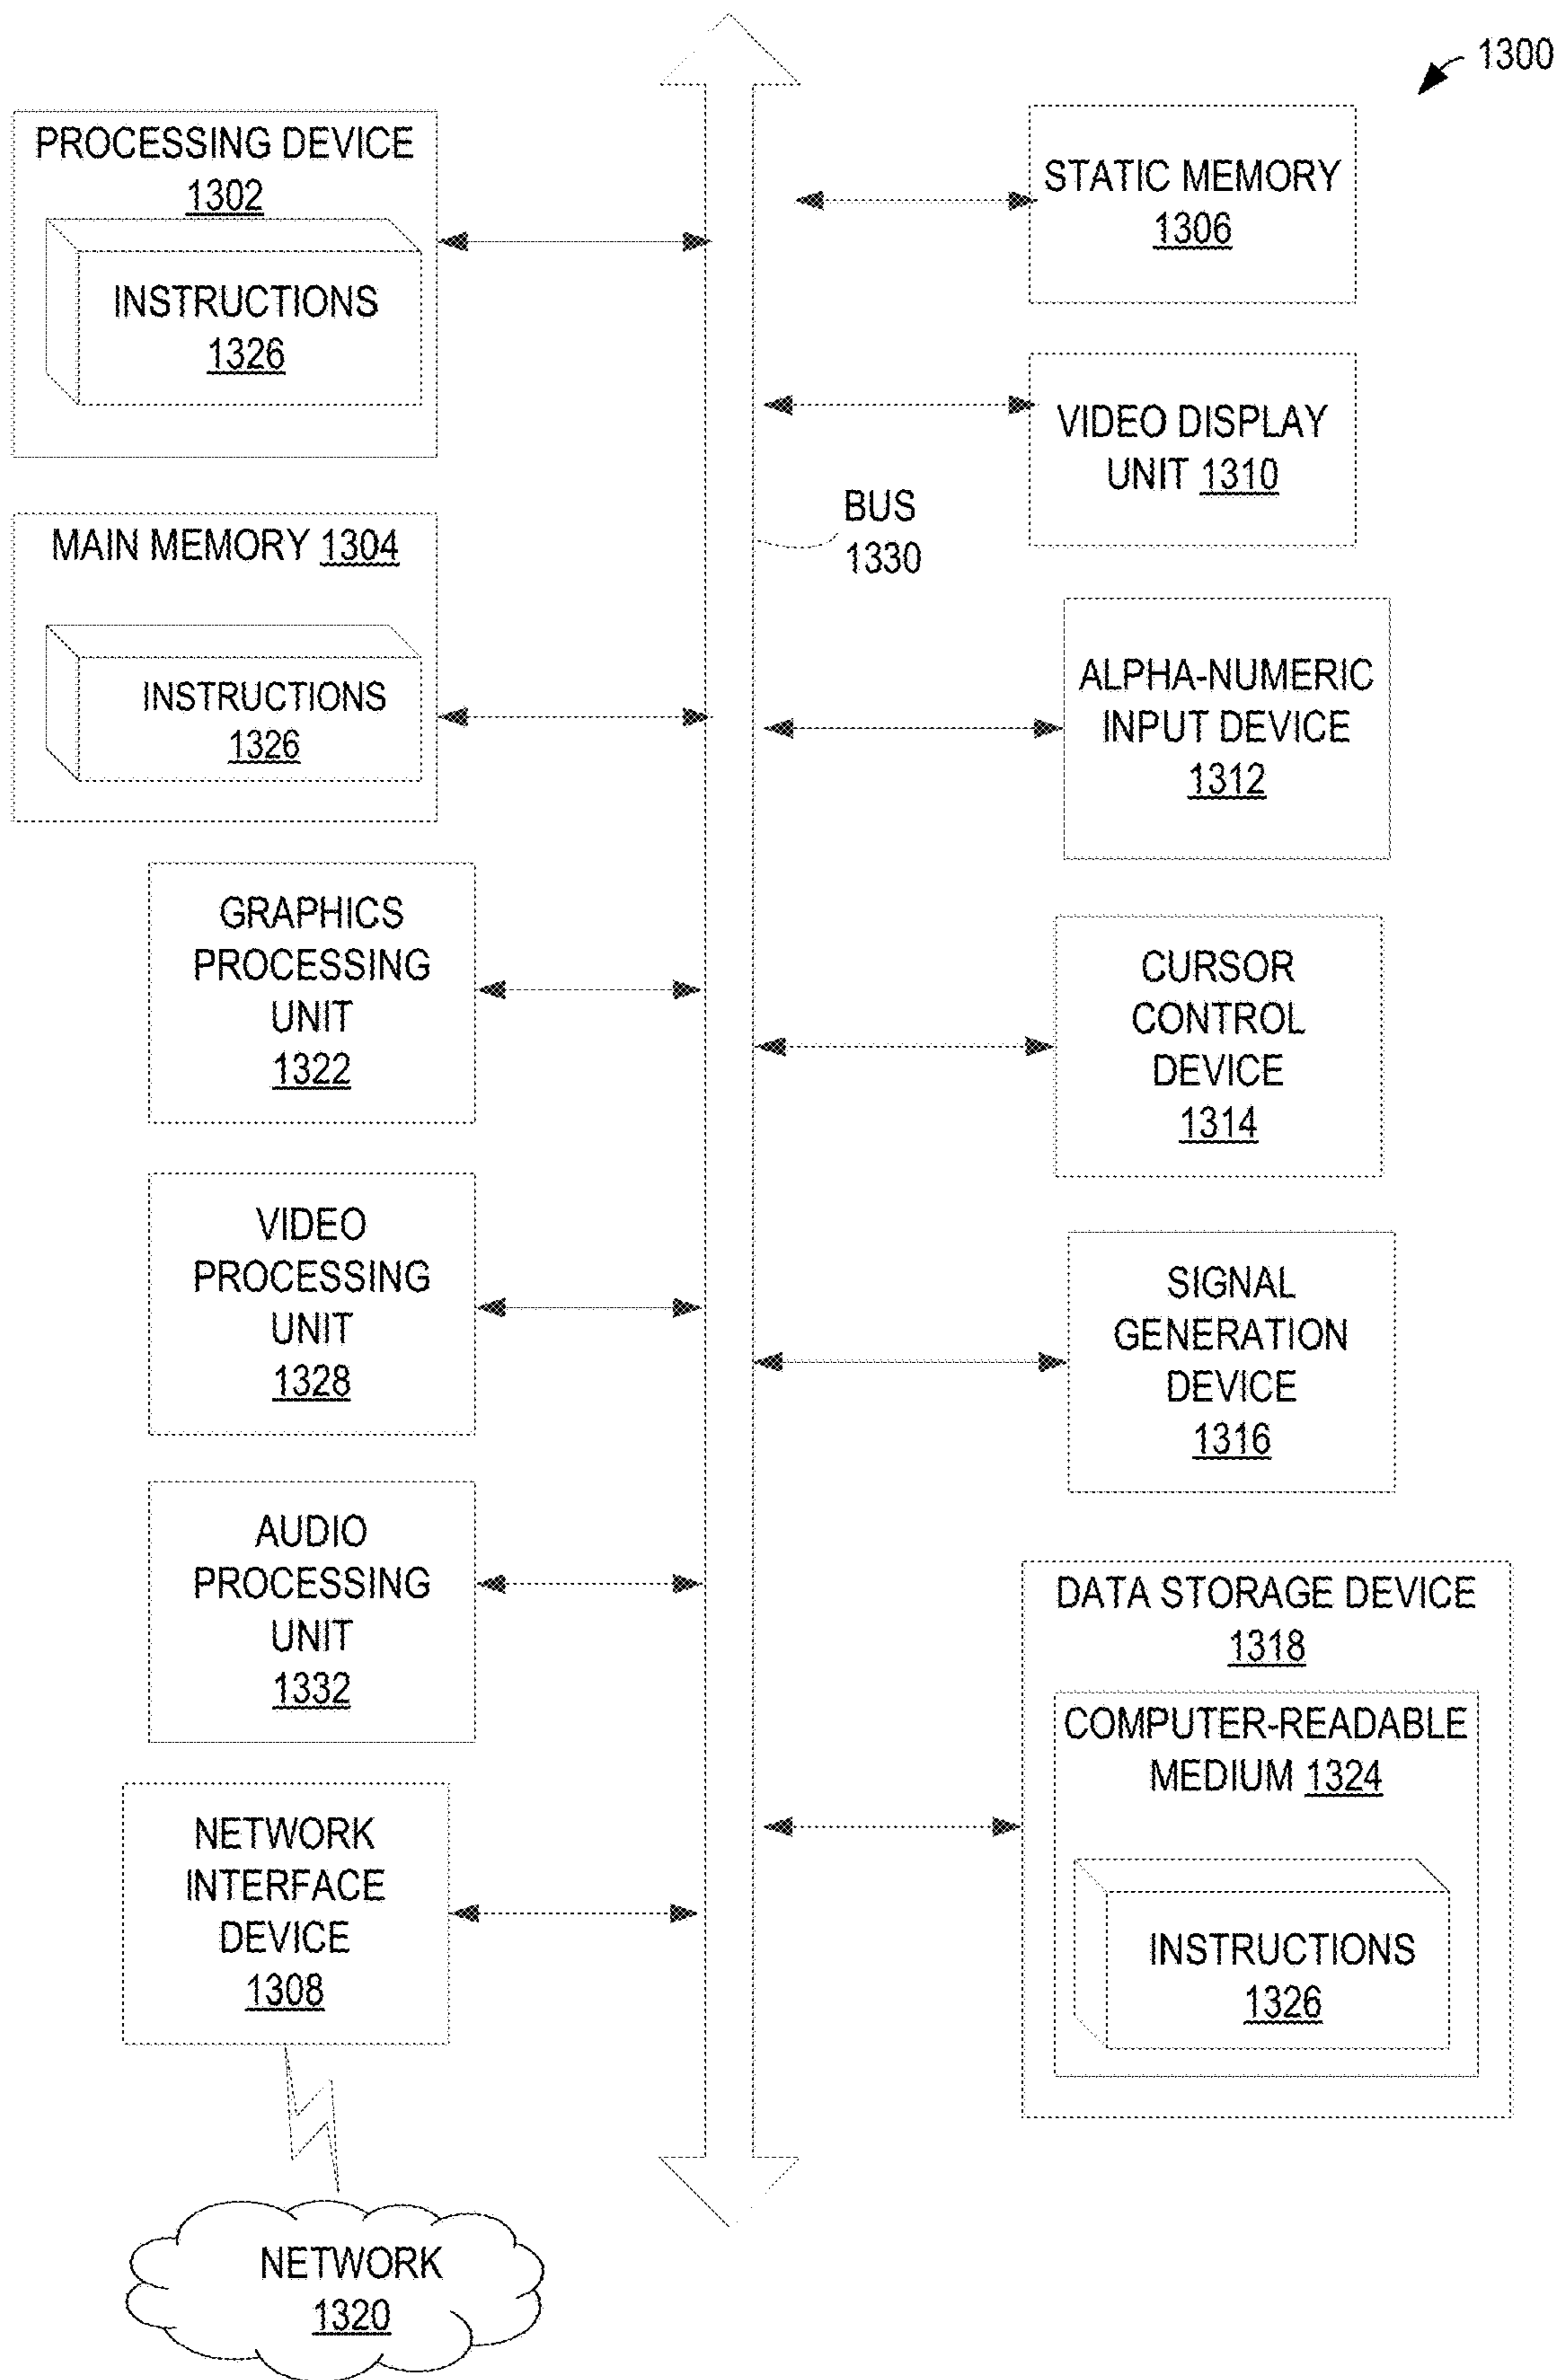 1300
PROCESSING DEVICE
1302
INSTRUCTIONS
1326
MAIN MEMORY 1304
INSTRUCTIONS
1326
GRAPHICS
PROCESSING
UNIT
1322
VIDEO
PROCESSING
UNIT
1328
AUDIO
PROCESSING
UNIT
1332
NETWORK
INTERFACE
DEVICE
1308
NETWORK
1320
BUS
1330
STATIC MEMORY
1306
VIDEO DISPLAY
UNIT 1310
ALPHA-NUMERIC
INPUT DEVICE
1312
CURSOR
CONTROL
DEVICE
1314
SIGNAL
GENERATION
DEVICE
1316
DATA STORAGE DEVICE
1318
COMPUTER-READABLE
MEDIUM 1324
INSTRUCTIONS
1326